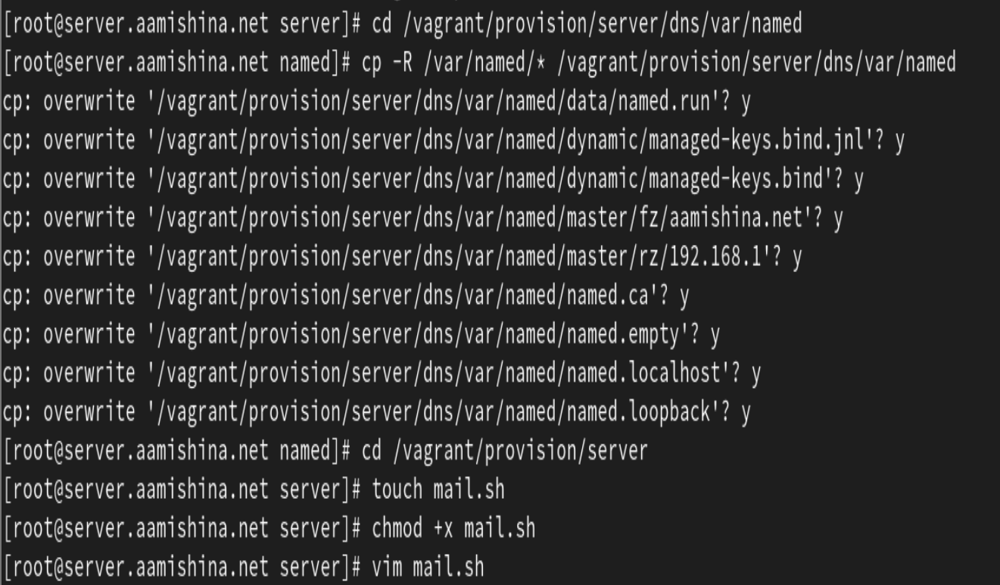 [root@server.aamishina.net server]# cd /vagrant/provision/server/dns/var/named
[root@server.aamishina.net named]# cp -R /var/named/* /vagrant/provision/server/dns/var/named
cp: overwrite '/vagrant/provision/server/dns/var/named/data/named.run'? y
cp: overwrite '/vagrant/provision/server/dns/var/named/dynamic/managed-keys.bind.jnl'? y
cp: overwrite '/vagrant/provision/server/dns/var/named/dynamic/managed-keys.bind'? y
cp: overwrite '/vagrant/provision/server/dns/var/named/master/fz/aamishina.net'? y
cp: overwrite '/vagrant/provision/server/dns/var/named/master/rz/192.168.1'? y
cp: overwrite '/vagrant/provision/server/dns/var/named/named.ca'? y
cp: overwrite '/vagrant/provision/server/dns/var/named/named.empty'? y
cp: overwrite '/vagrant/provision/server/dns/var/named/named.localhost'? y
cp: overwrite '/vagrant/provision/server/dns/var/named/named.loopback'? y
[root@server.aamishina.net named]# cd /vagrant/provision/server
[root@server.aamishina.net server]# touch mail.sh
[root@server.aamishina.net server]# chmod +x mail.sh
[root@server.aamishina.net server]# vim mail.sh